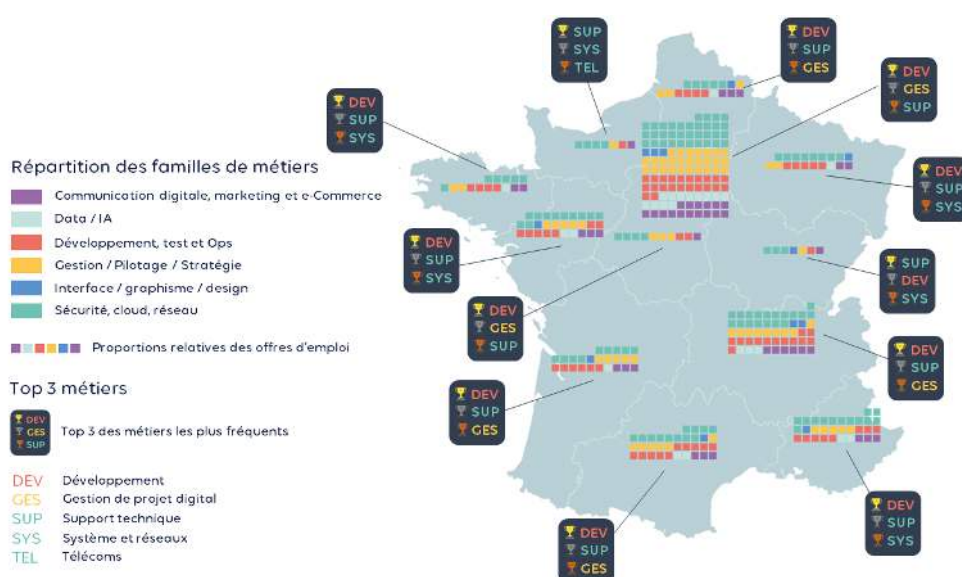 SUP
SYS
TEL
DEV
SUP
GES
DEV
GES
SUP
DEV
SUP
SYS
Répartition des familles de métiers
Communication digitale, marketing et e-Commerce
Data / IA
Développement, test et Ops
Gestion / Pilotage / Stratégie
Interface / graphisme / design
Sécurité, cloud, réseau
Proportions relatives des offres d'emploi
DEV
SUP
SYS
DEV
SUP
SYS
SUP
DEV
SYS
DEV
GES
SUP
DEV
SUP
GES
DEV
SUP
GES
Top 3 métiers
DEV
GES
SUP
Top 3 des métiers les plus fréquents
DEV Développement
GES Gestion de projet digital
SUP Support technique
SYS Système et réseaux
TEL Télécoms
DEV
SUP
SYS
DEV
SUP
GES